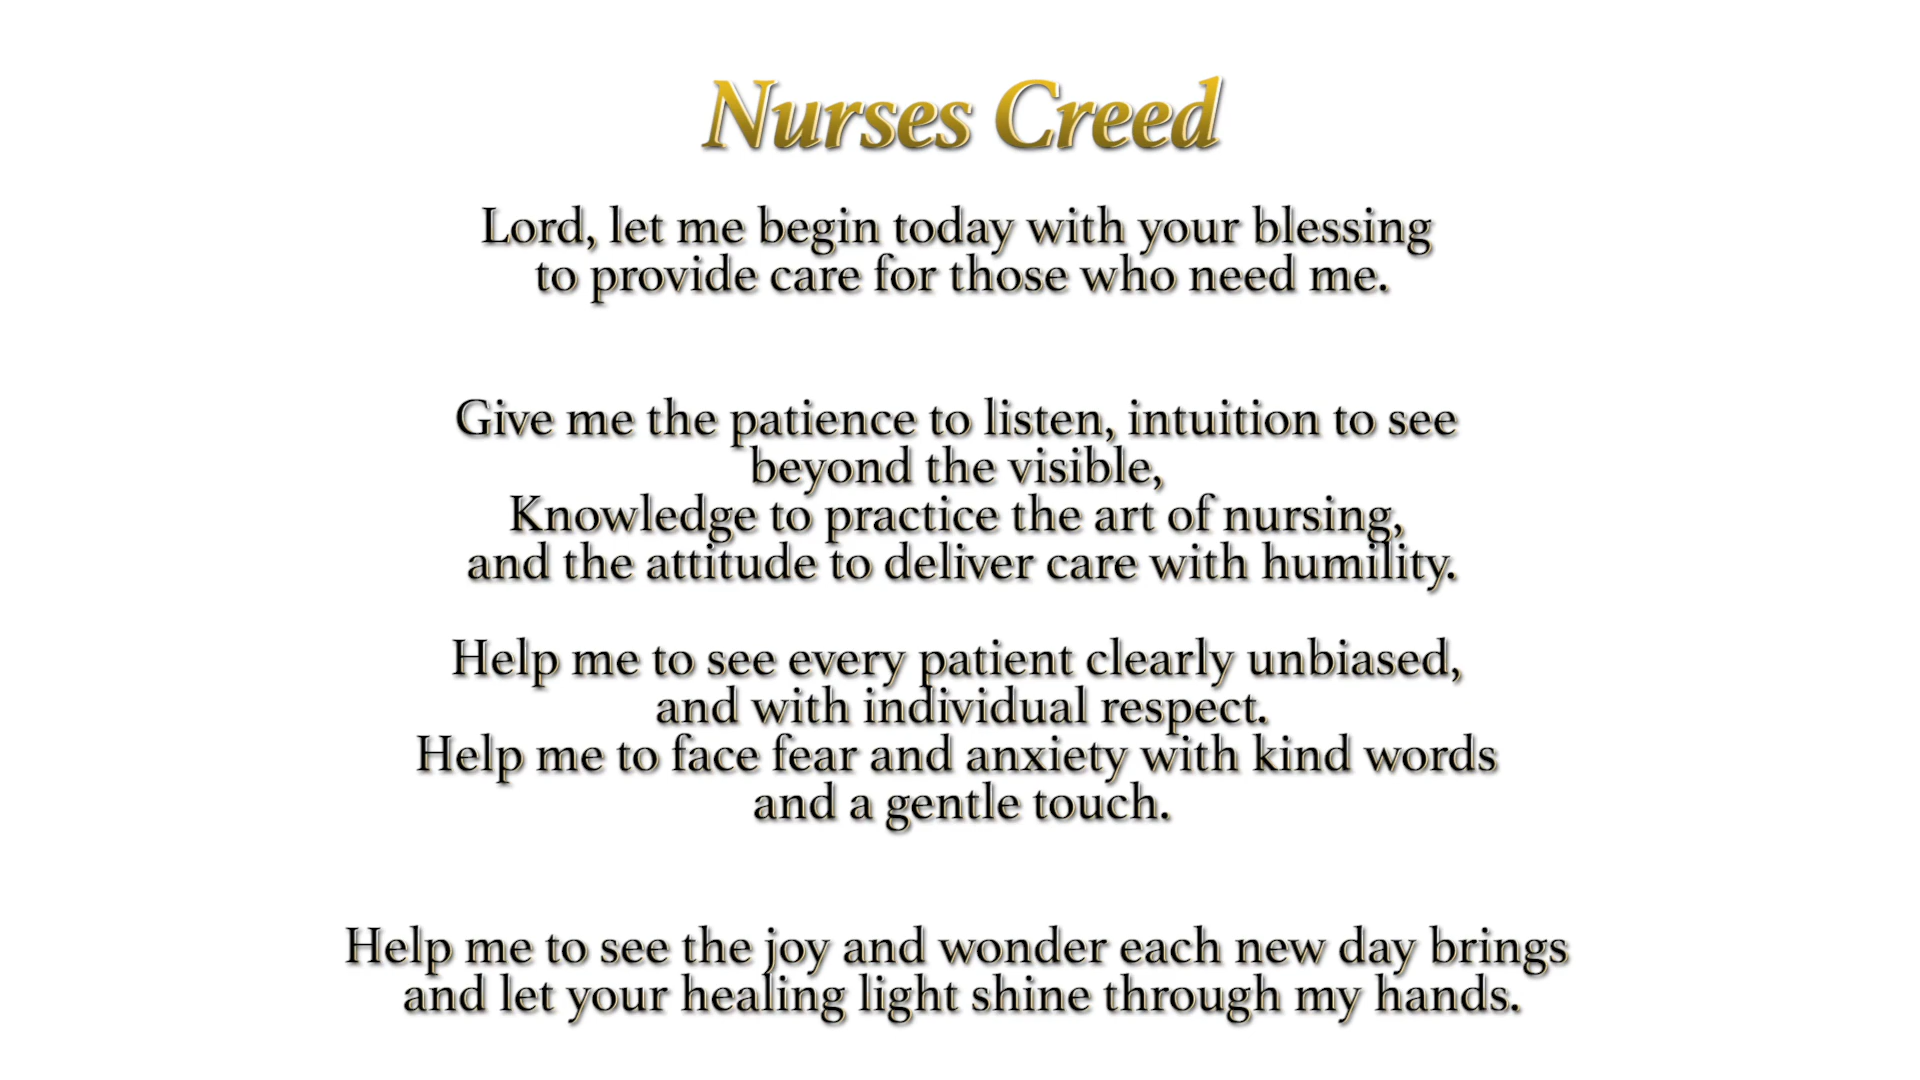 Nurses Creed
Lord, let me begin today with your blessing
to provide care for those who need me.
Give me the patience to listen, intuition to see
beyond the visible,
Knowledge to practice the art of nursing,
and the attitude to deliver care with humility.
Help me to see every patient clearly unbiased,
and with individual respect.
Help me to face fear and anxiety with kind words
and a gentle touch.
Help me to see the joy and wonder each new day brings
and let your healing light shine through my hands.